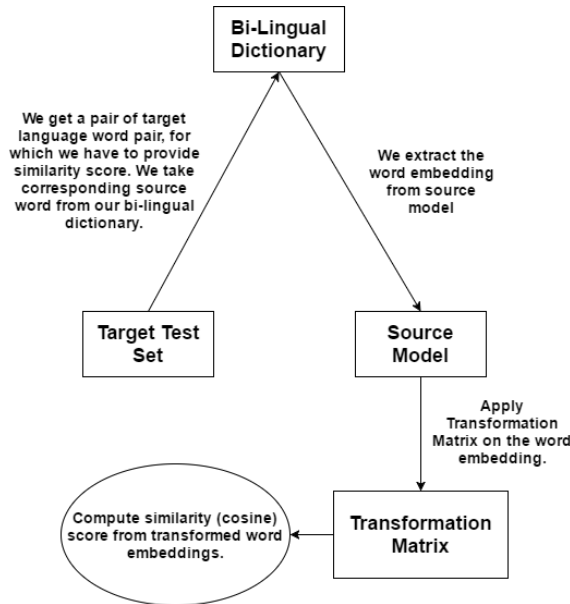 Bi-Lingual
Dictionary
We get a pair of target
language word pair, for
which we have to provide
similarity score. We take
corresponding source
word from our bi-lingual
dictionary.
We extract the
word embedding
from source
model
Target Test
Set
Source
Model
Apply
Transformation
Matrix on the word
embedding.
Compute similarity (cosine)
score from transformed word
embeddings.
Transformation
Matrix